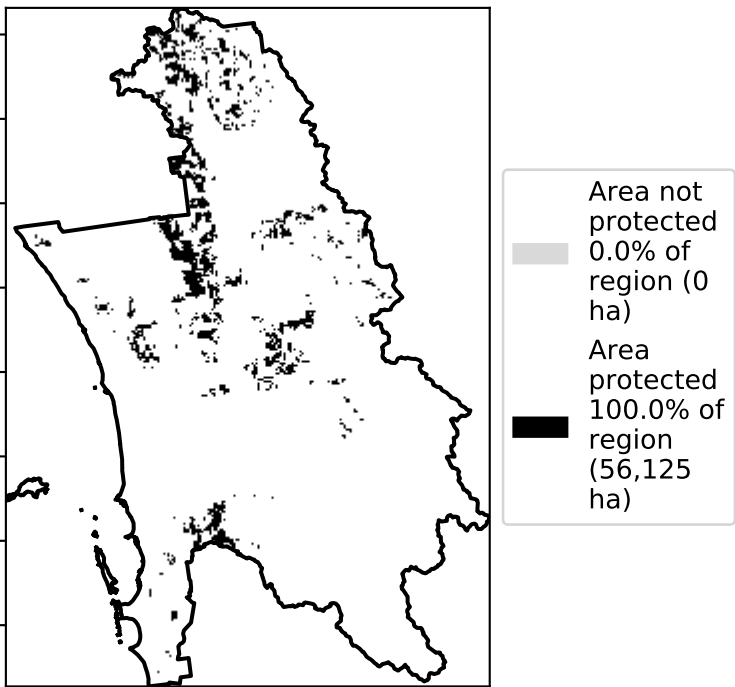 Area not
protected
0.0% of
region (0
ha)
Area
protected
100.0% of
region
(56,125
ha)